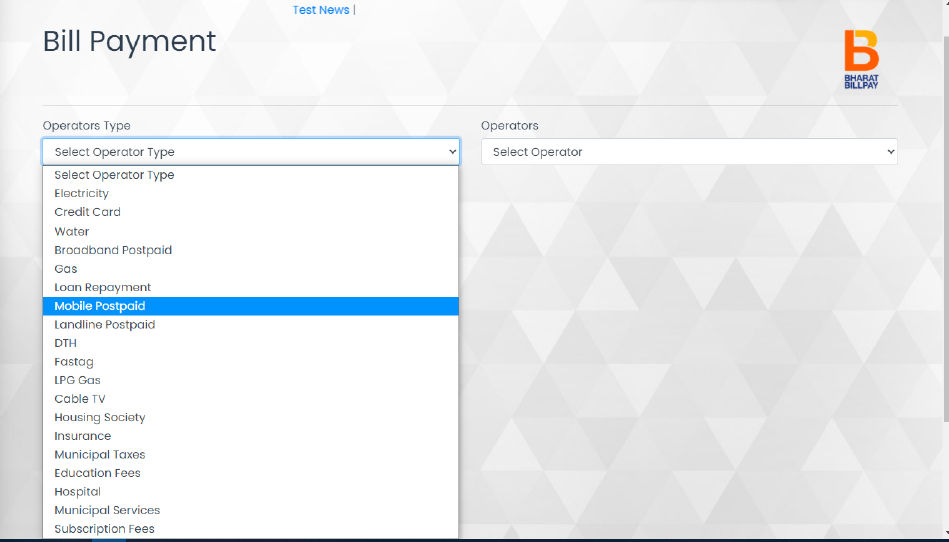 Test News |
Bill Payment
B
BHARAT
BILLPAY
Operators Type
Operators
Select Operator Type
Select Operator
Select Operator Type
Electricity
Credit Card
Water
Broadband Postpaid
Gas
Loan Repayment
Mobile Postpaid
Landline Postpaid
DTH
Fastag
LPG Gas
Cable TV
Housing Society
Insurance
Municipal Taxes
Education Fees
Hospital
Municipal Services
Subscription Fees